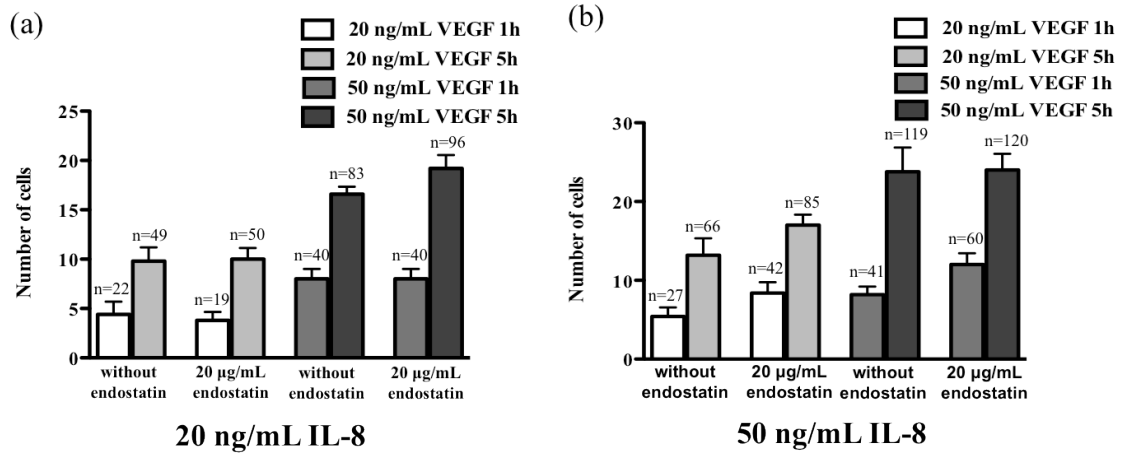 (a)
20 ng/mL VEGF 1h
20 ng/mL VEGF 5h
50 ng/mL VEGF 1h
50 ng/mL VEGF 5h
Number of cells
25
20
15
10
5
0
n=22
n=49
n=19
n=50
n=40
n=83
n=40
n=96
without
endostatin
20 µg/mL
endostatin
without
endostatin
20 µg/mL
endostatin
20 ng/mL IL-8
(b)
20 ng/mL VEGF 1h
20 ng/mL VEGF 5h
50 ng/mL VEGF 1h
50 ng/mL VEGF 5h
Number of cells
30
20
10
0
n=27
n=66
n=42
n=85
n=41
n=119
n=60
n=120
without
endostatin
20 µg/mL
endostatin
without
endostatin
20 µg/mL
endostatin
50 ng/mL IL-8